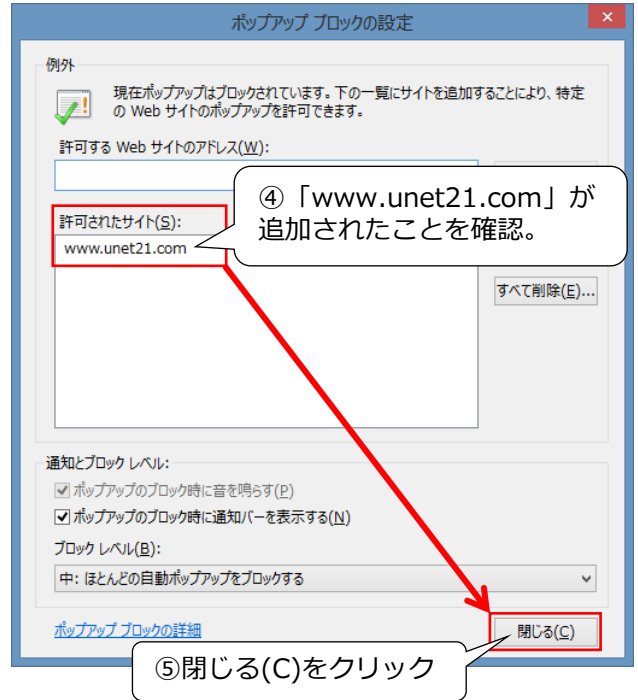 ポップアップ ブロックの設定
例外
現在ポップアップはブロックされています。下の一覧にサイトを追加することにより、特定
の Web サイトのポップアップを許可できます。
許可する Web サイトのアドレス(W):
④「www.unet21.com」が
追加されたことを確認。
許可されたサイト(S):
www.unet21.com
すべて削除(E)...
通知とブロック レベル:
ポップアップのブロック時に音を鳴らす(P)
ポップアップのブロック時に通知バーを表示する(N)
ブロック レベル(B):
中: ほとんどの自動ポップアップをブロックする
ポップアップ ブロックの詳細
閉じる(C)
⑤閉じる(C)をクリック